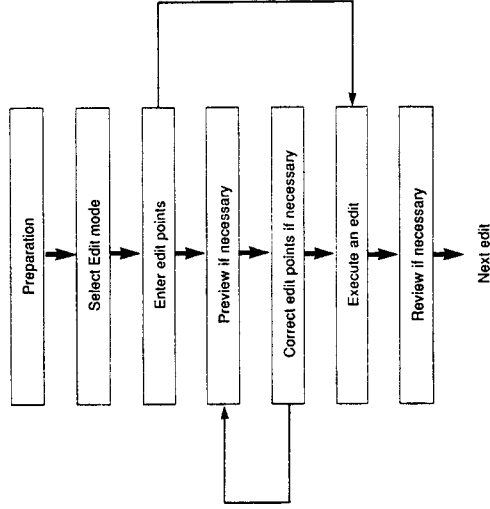 Preparation
Select Edit mode
Enter edit points
Preview if necessary
Correct edit points if necessary
Execute an edit
Review if necessary
Next edit